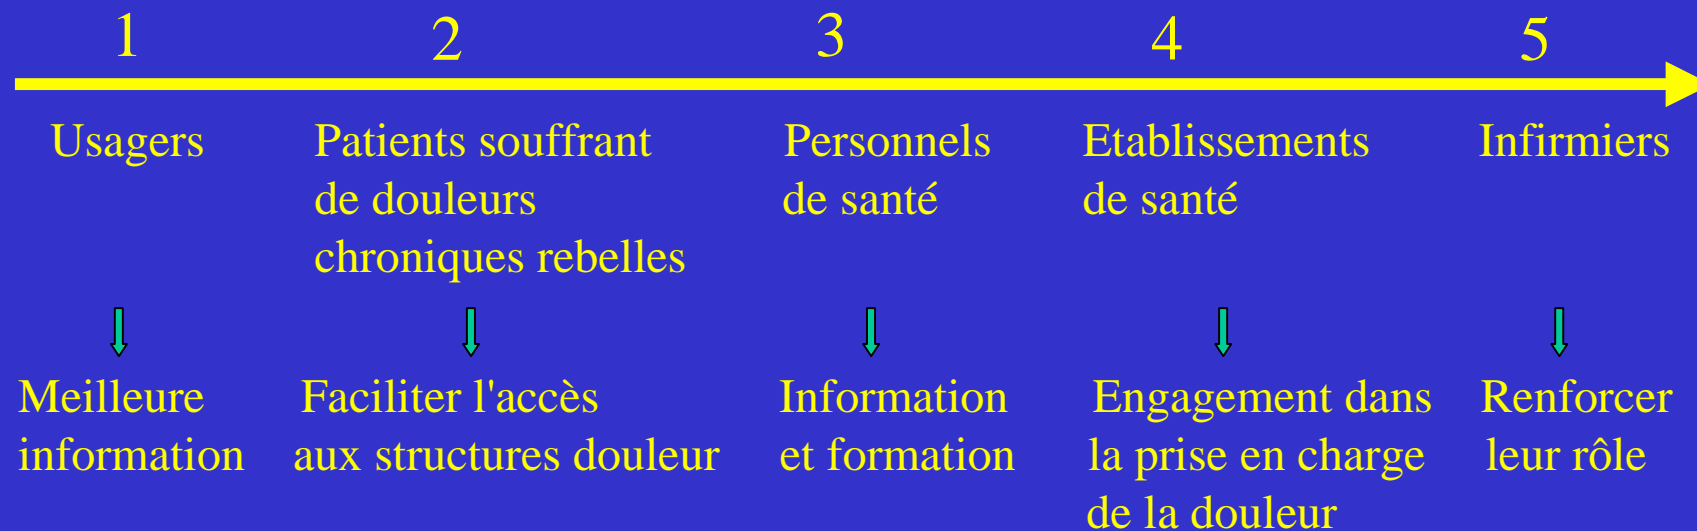 1 2 3 4 5
Usagers
Patients souffrant
de douleurs
chroniques rebelles
Personnels
de santé
Etablissements
de santé
Infirmiers
Meilleure
information
Faciliter l'accès
aux structures douleur
Information
et formation
Engagement dans
la prise en charge
de la douleur
Renforcer
leur rôle